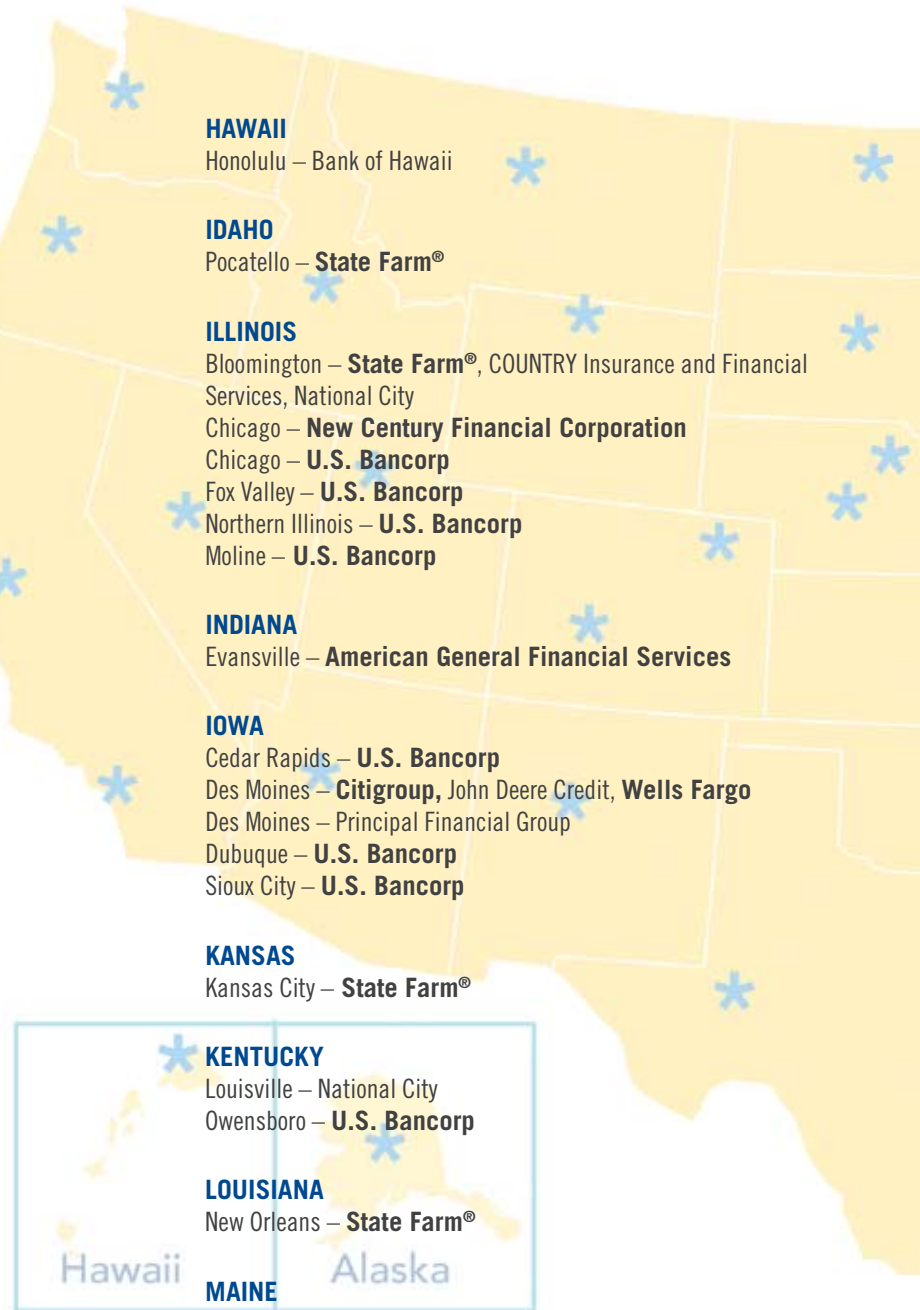 HAWAII
Honolulu – Bank of Hawaii
IDAHO
Pocatello – State Farm®
ILLINOIS
Bloomington – State Farm®, COUNTRY Insurance and Financial
Services, National City
Chicago – New Century Financial Corporation
Chicago – U.S. Bancorp
Fox Valley – U.S. Bancorp
Northern Illinois – U.S. Bancorp
Moline – U.S. Bancorp
INDIANA
Evansville – American General Financial Services
IOWA
Cedar Rapids – U.S. Bancorp
Des Moines – Citigroup, John Deere Credit, Wells Fargo
Des Moines – Principal Financial Group
Dubuque – U.S. Bancorp
Sioux City – U.S. Bancorp
KANSAS
Kansas City – State Farm®
KENTUCKY
Louisville – National City
Owensboro – U.S. Bancorp
LOUISIANA
New Orleans – State Farm®
Hawaii Alaska
MAINE